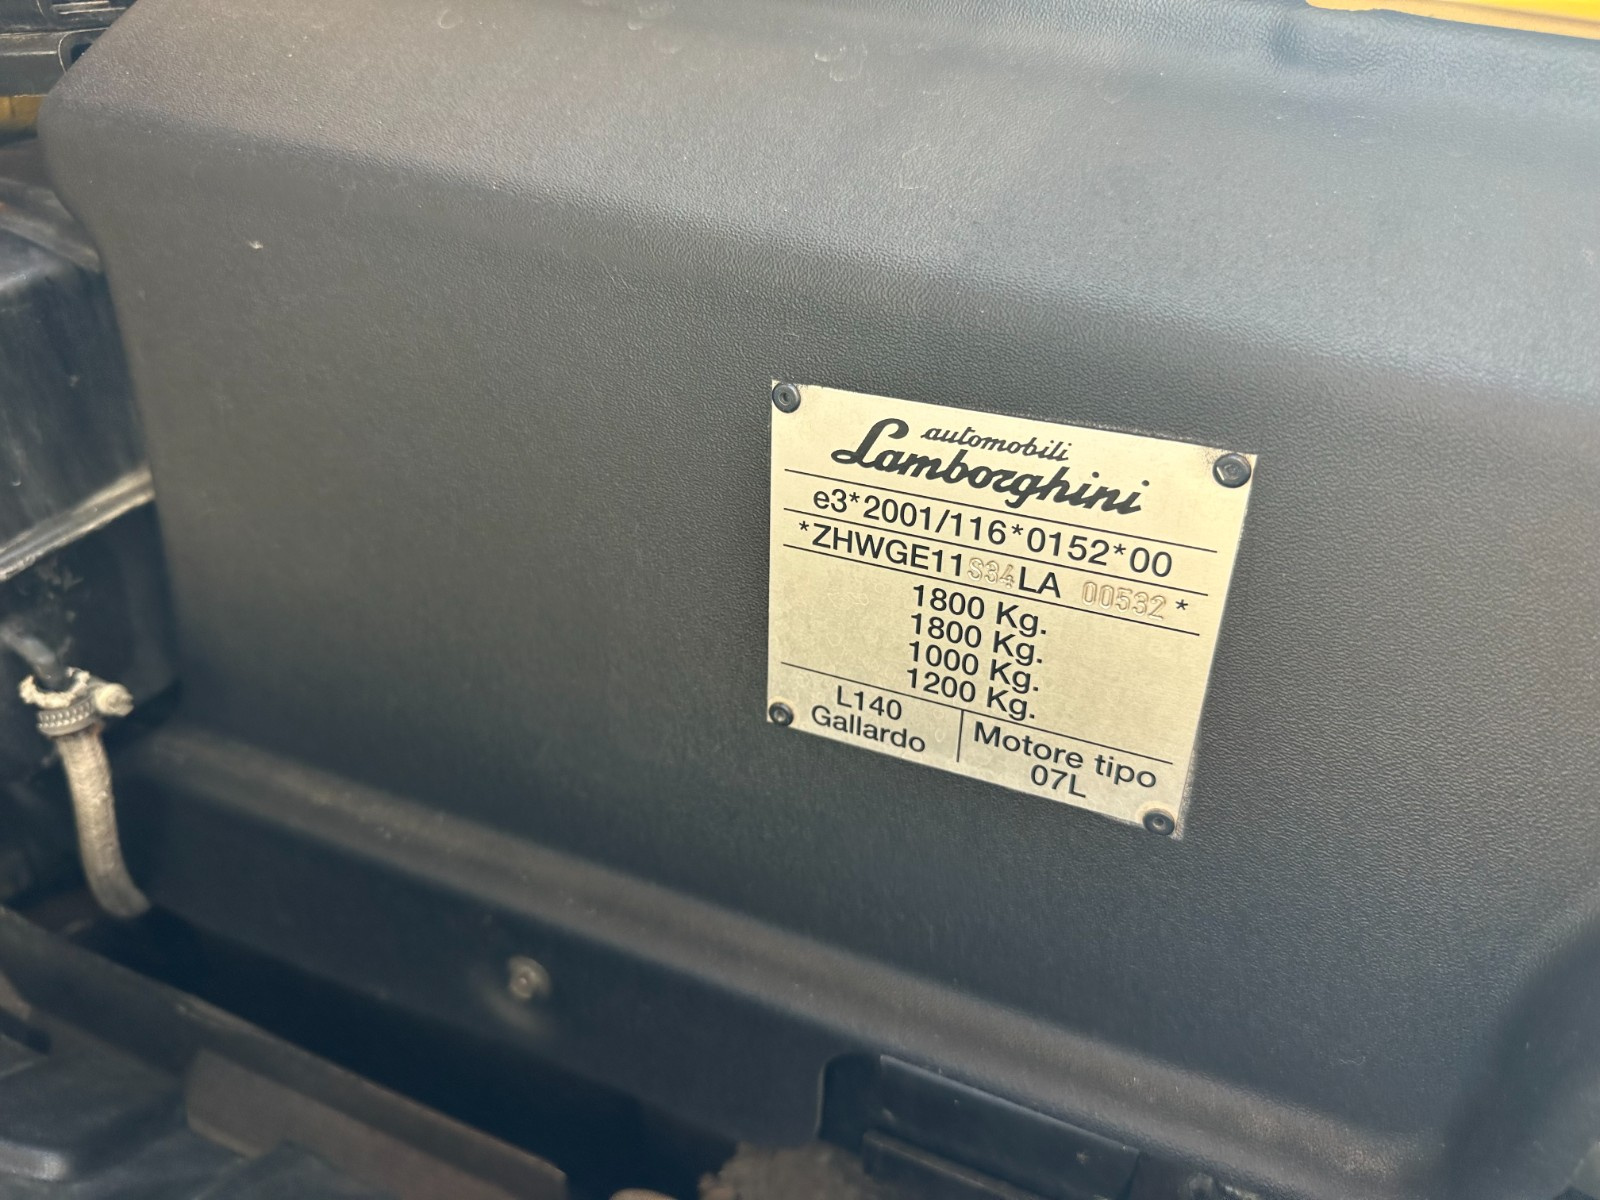 automobili
Lamborghini
e3*2001/116*0152*00
*ZHWGE11S34LA 00532*
1800 Kg.
1800 Kg.
1000 Kg.
1200 Kg.
L140
Gallardo
Motore tipo
07L